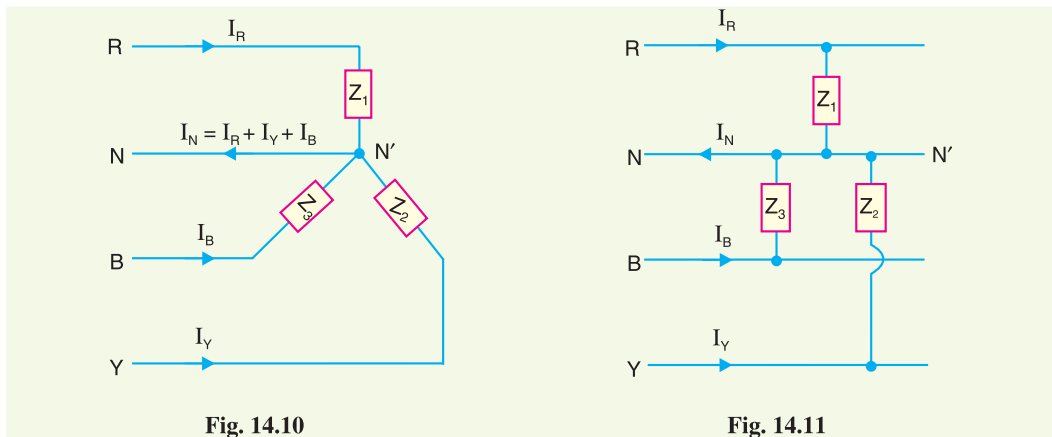 I_R
R
Z_1
I_N = I_R + I_Y + I_B
N
N′
Z_3
Z_2
I_B
B
I_Y
Y
Fig. 14.10
I_R
R
Z_1
I_N
N
N′
Z_3
Z_2
I_B
B
I_Y
Y
Fig. 14.11